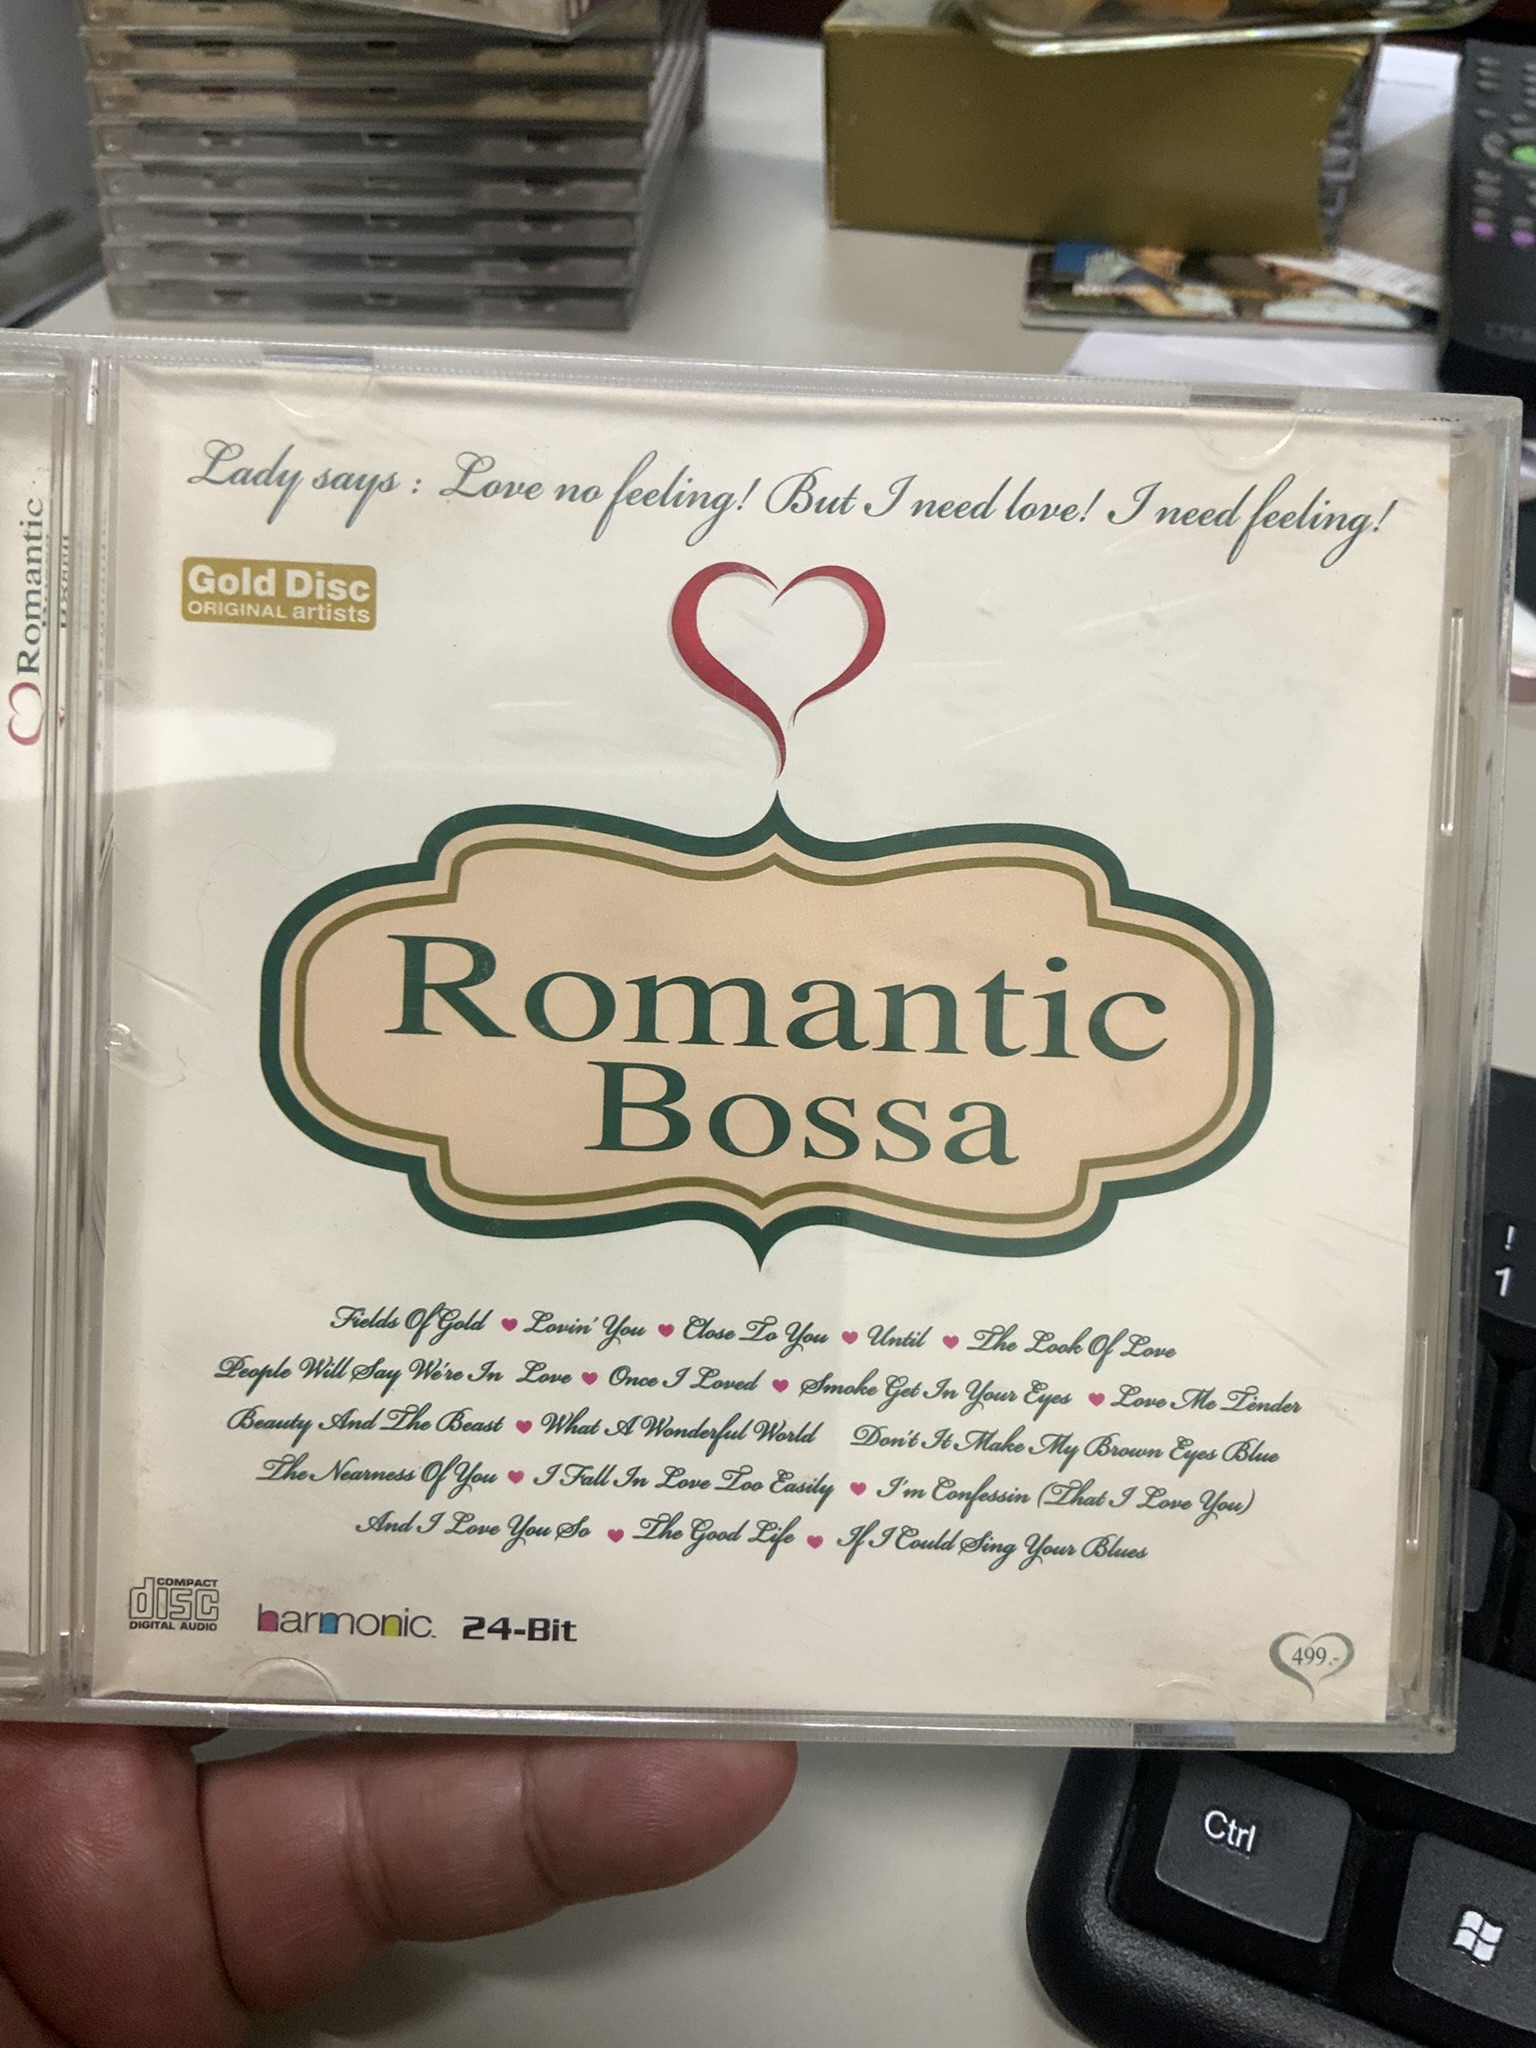 Lady says : Love no feeling! But I need love! I need feeling!
Gold Disc
ORIGINAL artists
Romantic
Romantic
Bossa
Fields Of Gold ♥ Lovin' You ♥ Close To You ♥ Until ♥ The Look Of Love
People Will Say We're In Love ♥ Once I Loved ♥ Smoke Get In Your Eyes ♥ Love Me Tender
Beauty And The Beast ♥ What A Wonderful World Don't It Make My Brown Eyes Blue
The Nearness Of You ♥ I Fall In Love Too Easily ♥ I'm Confessin (That I Love You)
And I Love You So ♥ The Good Life ♥ If I Could Sing Your Blues
COMPACT
disc
DIGITAL AUDIO
harmonic 24-Bit
499.-
!
1
Ctrl